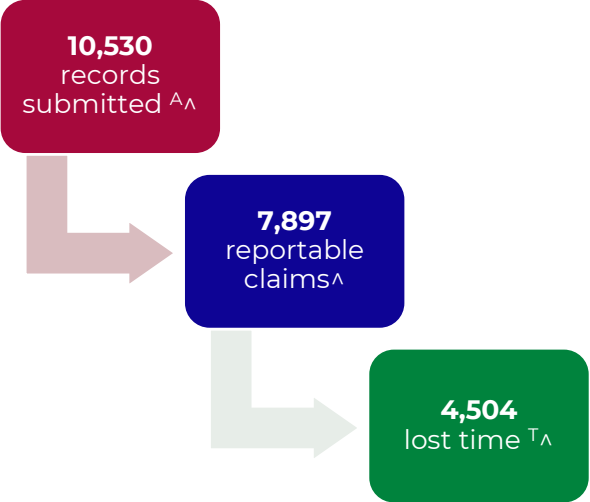 10,530
records
submitted ᴬ^
7,897
reportable
claims^
4,504
lost time ᵀ^